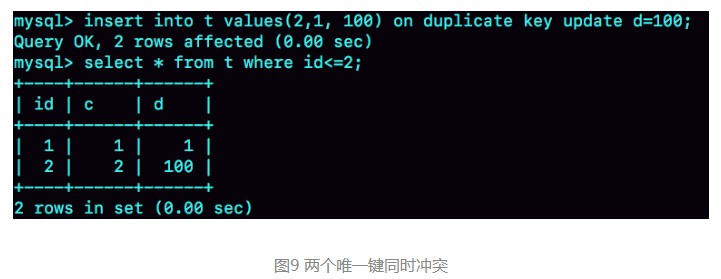 mysql> insert into t values(2,1, 100) on duplicate key update d=100;
Query OK, 2 rows affected (0.00 sec)
mysql> select * from t where id<=2;
+----+------+------+
| id | c    | d    |
+----+------+------+
|  1 |    1 |    1 |
|  2 |    2 |  100 |
+----+------+------+
2 rows in set (0.00 sec)
图9 两个唯一键同时冲突